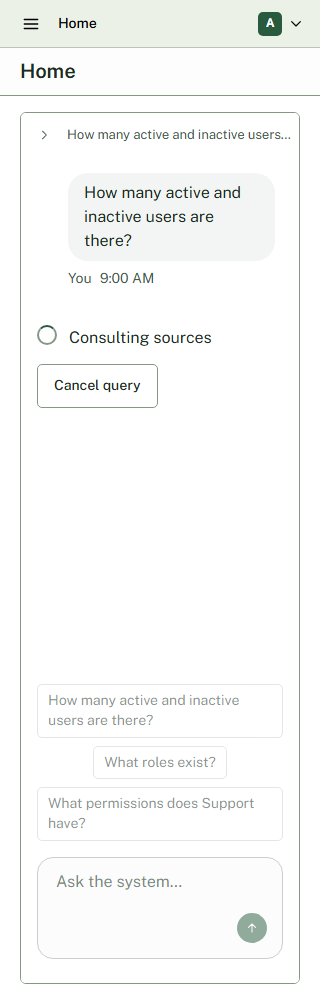 Home
A
Home
How many active and inactive users...
How many active and
inactive users are
there?
You 9:00 AM
Consulting sources
Cancel query
How many active and inactive
users are there?
What roles exist?
What permissions does Support
have?
Ask the system...